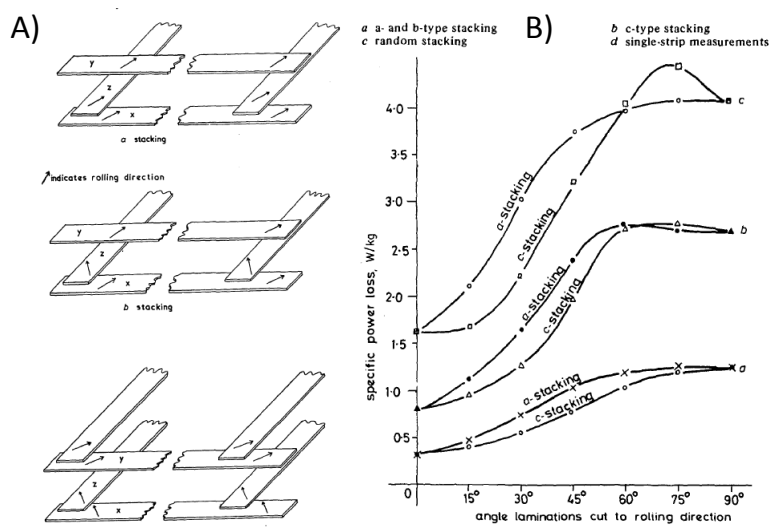 A)
y
z
x
a stacking
indicates rolling direction
y
z
x
b stacking
z
y
z
x
a a- and b-type stacking
c random stacking
B)
b c-type stacking
d single-strip measurements
specific power loss, W/kg
4·0
3·5
3·0
2·5
2·0
1·5
1·0
0·5
0
15°
30°
45°
60°
75°
90°
angle laminations cut to rolling direction
c
a-stacking
c-stacking
b
a-stacking
c-stacking
a
a-stacking
c-stacking